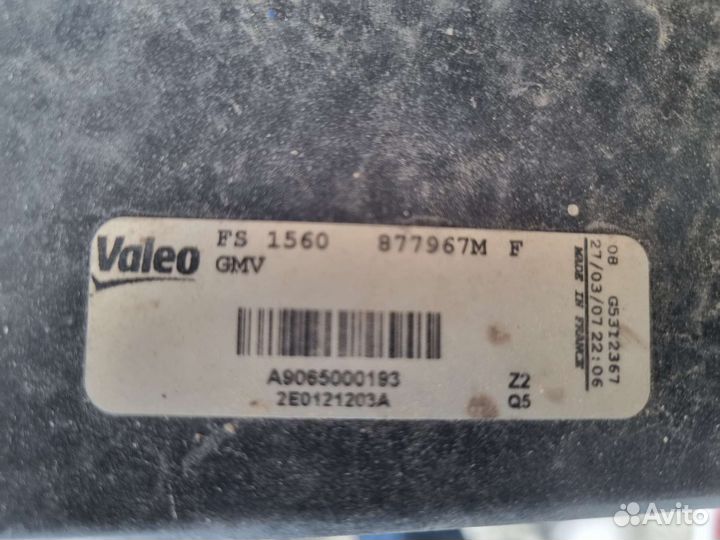 Valeo
FS 1560 877967M F
GMV
A9065000193
2E0121203A
Z2
Q5
08 G53T2367
27/03/07 22:06
MADE IN FRANCE
Avito